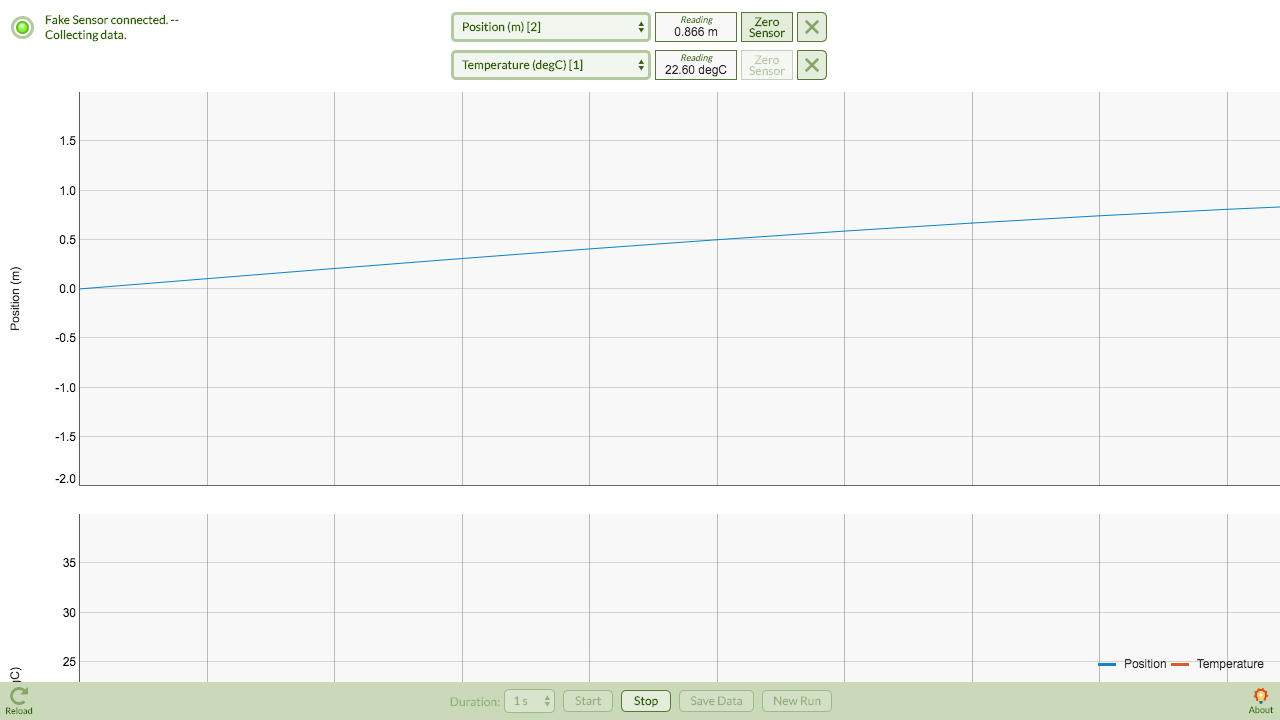 Fake Sensor connected. --
Collecting data.
Position (m) [2]
Reading
0.866 m
Zero
Sensor
Temperature (degC) [1]
Reading
22.60 degC
Zero
Sensor
1.5
1.0
0.5
0.0
-0.5
-1.0
-1.5
-2.0
Position (m)
35
30
25
gC)
Position
Temperature
Reload
Duration:
1 s
Start
Stop
Save Data
New Run
About